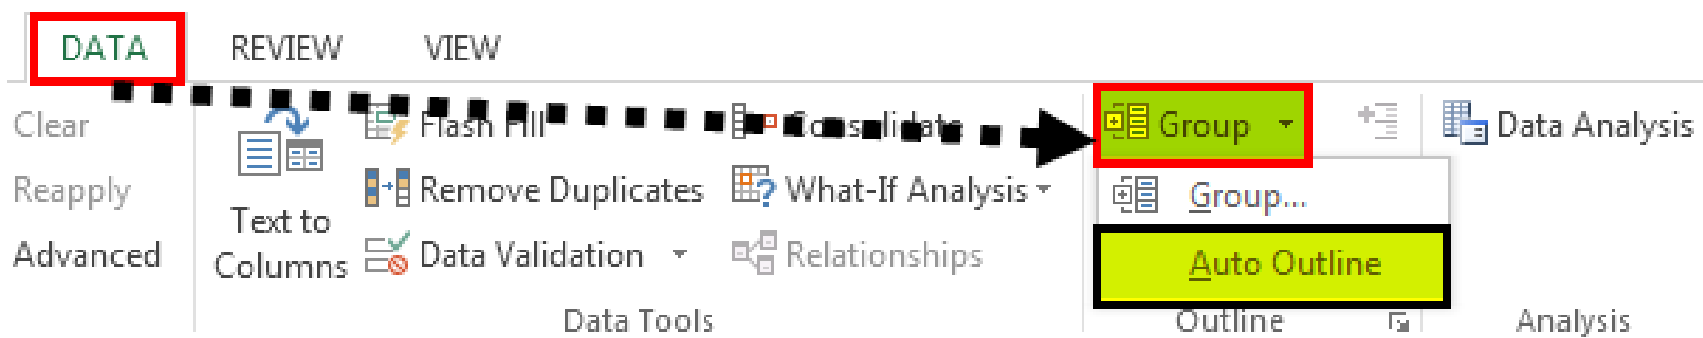 DATA REVIEW VIEW
Clear Flash Fill Consolidate Group Data Analysis
Reapply Remove Duplicates What-If Analysis Group...
Text to
Advanced Columns Data Validation Relationships Auto Outline
Data Tools Outline Analysis